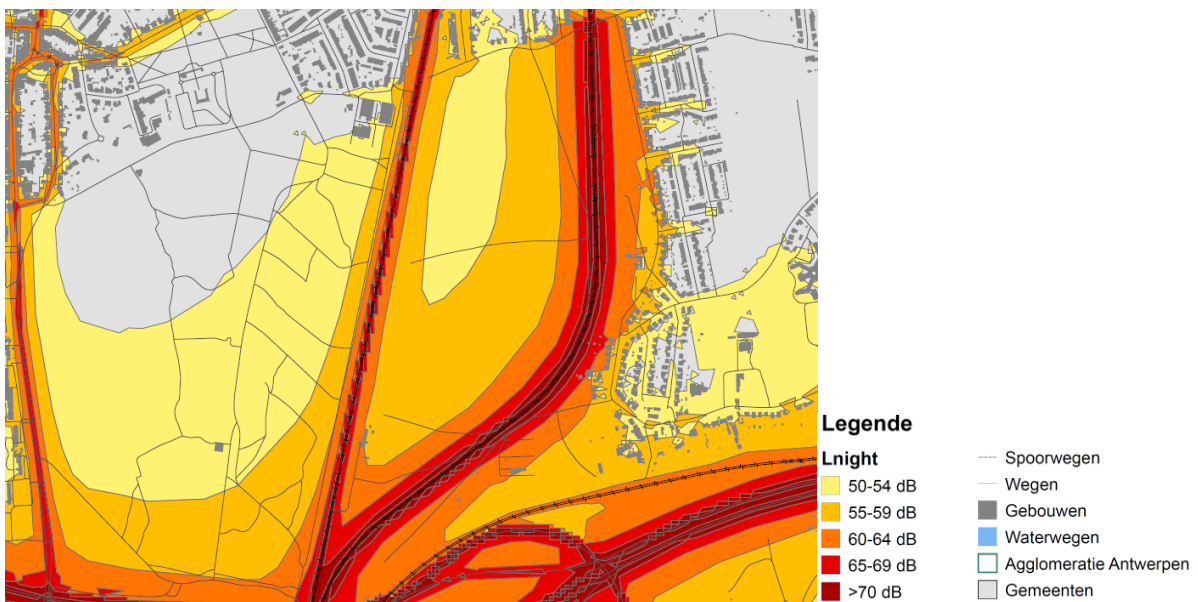 Legende
Lnight
50-54 dB
55-59 dB
60-64 dB
65-69 dB
>70 dB
Spoorwegen
Wegen
Gebouwen
Waterwegen
Agglomeratie Antwerpen
Gemeenten